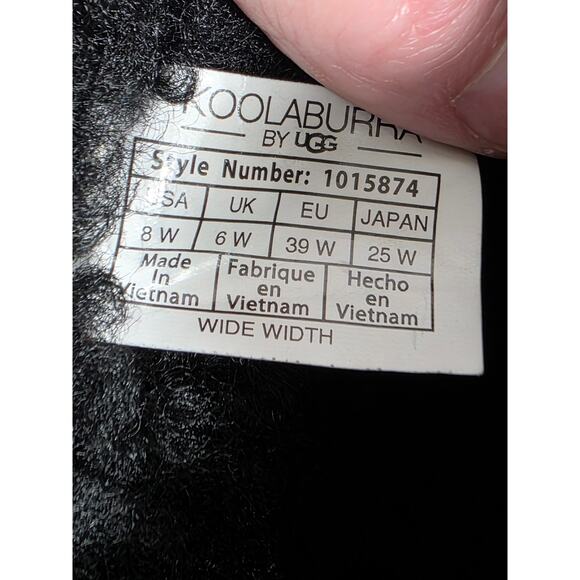 KOOLABURRA
BY UGG
Style Number: 1015874
USA UK EU JAPAN
8 W 6 W 39 W 25 W
Made Fabrique Hecho
In en en
Vietnam Vietnam Vietnam
WIDE WIDTH